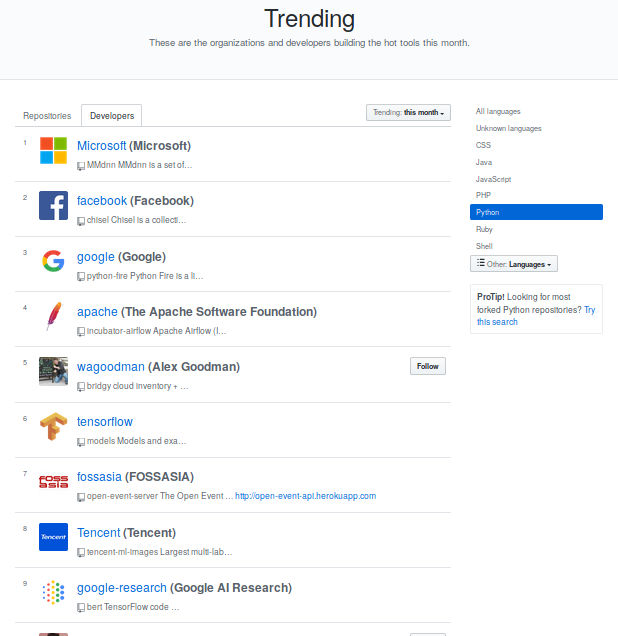 Trending
These are the organizations and developers building the hot tools this month.
Repositories
Developers
Trending: this month
1
Microsoft (Microsoft)
MMdnn MMdnn is a set of...
2
facebook (Facebook)
chisel Chisel is a collecti...
3
google (Google)
python-fire Python Fire is a li...
4
apache (The Apache Software Foundation)
incubator-airflow Apache Airflow (I...
5
wagoodman (Alex Goodman)
Follow
bridgy cloud inventory + ...
6
tensorflow
models Models and exa...
7
FOSS
ASIA
fossasia (FOSSASIA)
open-event-server The Open Event ... http://open-event-api.herokuapp.com
8
Tencent
Tencent (Tencent)
tencent-ml-images Largest multi-lab...
9
google-research (Google AI Research)
bert TensorFlow code ...
All languages
Unknown languages
CSS
Java
JavaScript
PHP
Python
Ruby
Shell
Other: Languages
ProTip! Looking for most
forked Python repositories? Try
this search